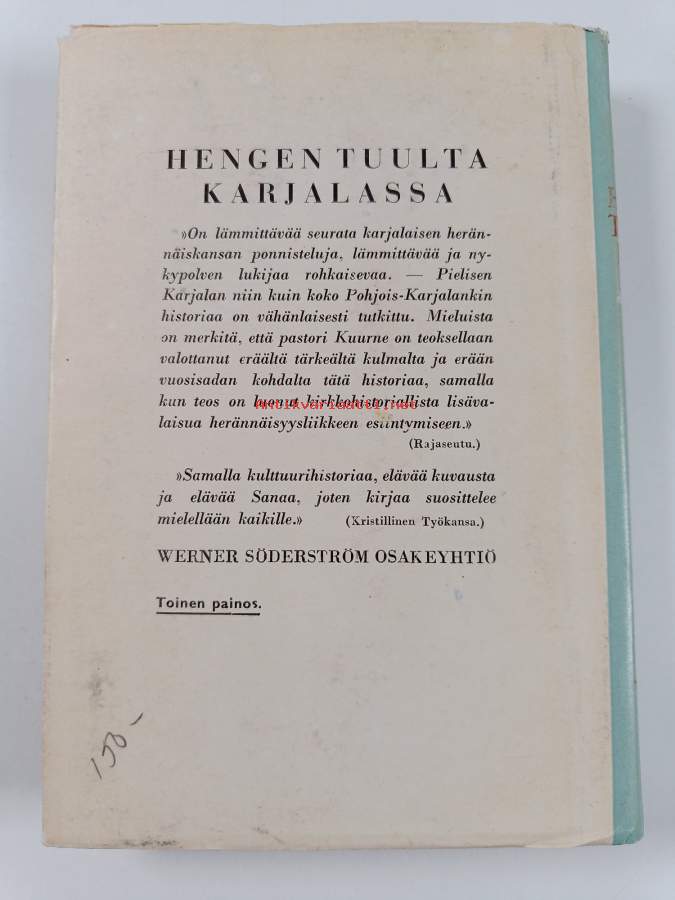 HENGEN TUULTA
KARJALASSA
»On lämmittävää seurata karjalaisen herän-
näiskansan ponnisteluja, lämmittävää ja ny-
kypolven lukijaa rohkaisevaa. — Pielisen
Karjalan niin kuin koko Pohjois-Karjalankin
historiaa on vähänlaisesti tutkittu. Mieluista
on merkitä, että pastori Kuurne on teoksellaan
valottanut eräältä tärkeältä kulmalta ja erään
vuosisadan kohdalta tätä historiaa, samalla
kun teos on luonut kirkkohistoriallista lisäva-
laisua herännäisyysliikkeen esiintymiseen.»
(Rajaseutu.)
»Samalla kulttuurihistoriaa, elävää kuvausta
ja elävää Sanaa, joten kirjaa suosittelee
mielellään kaikille.» (Kristillinen Työkansa.)
WERNER SÖDERSTRÖM OSAKEYHTIÖ
Toinen painos.
150-
antikvariaatti.net